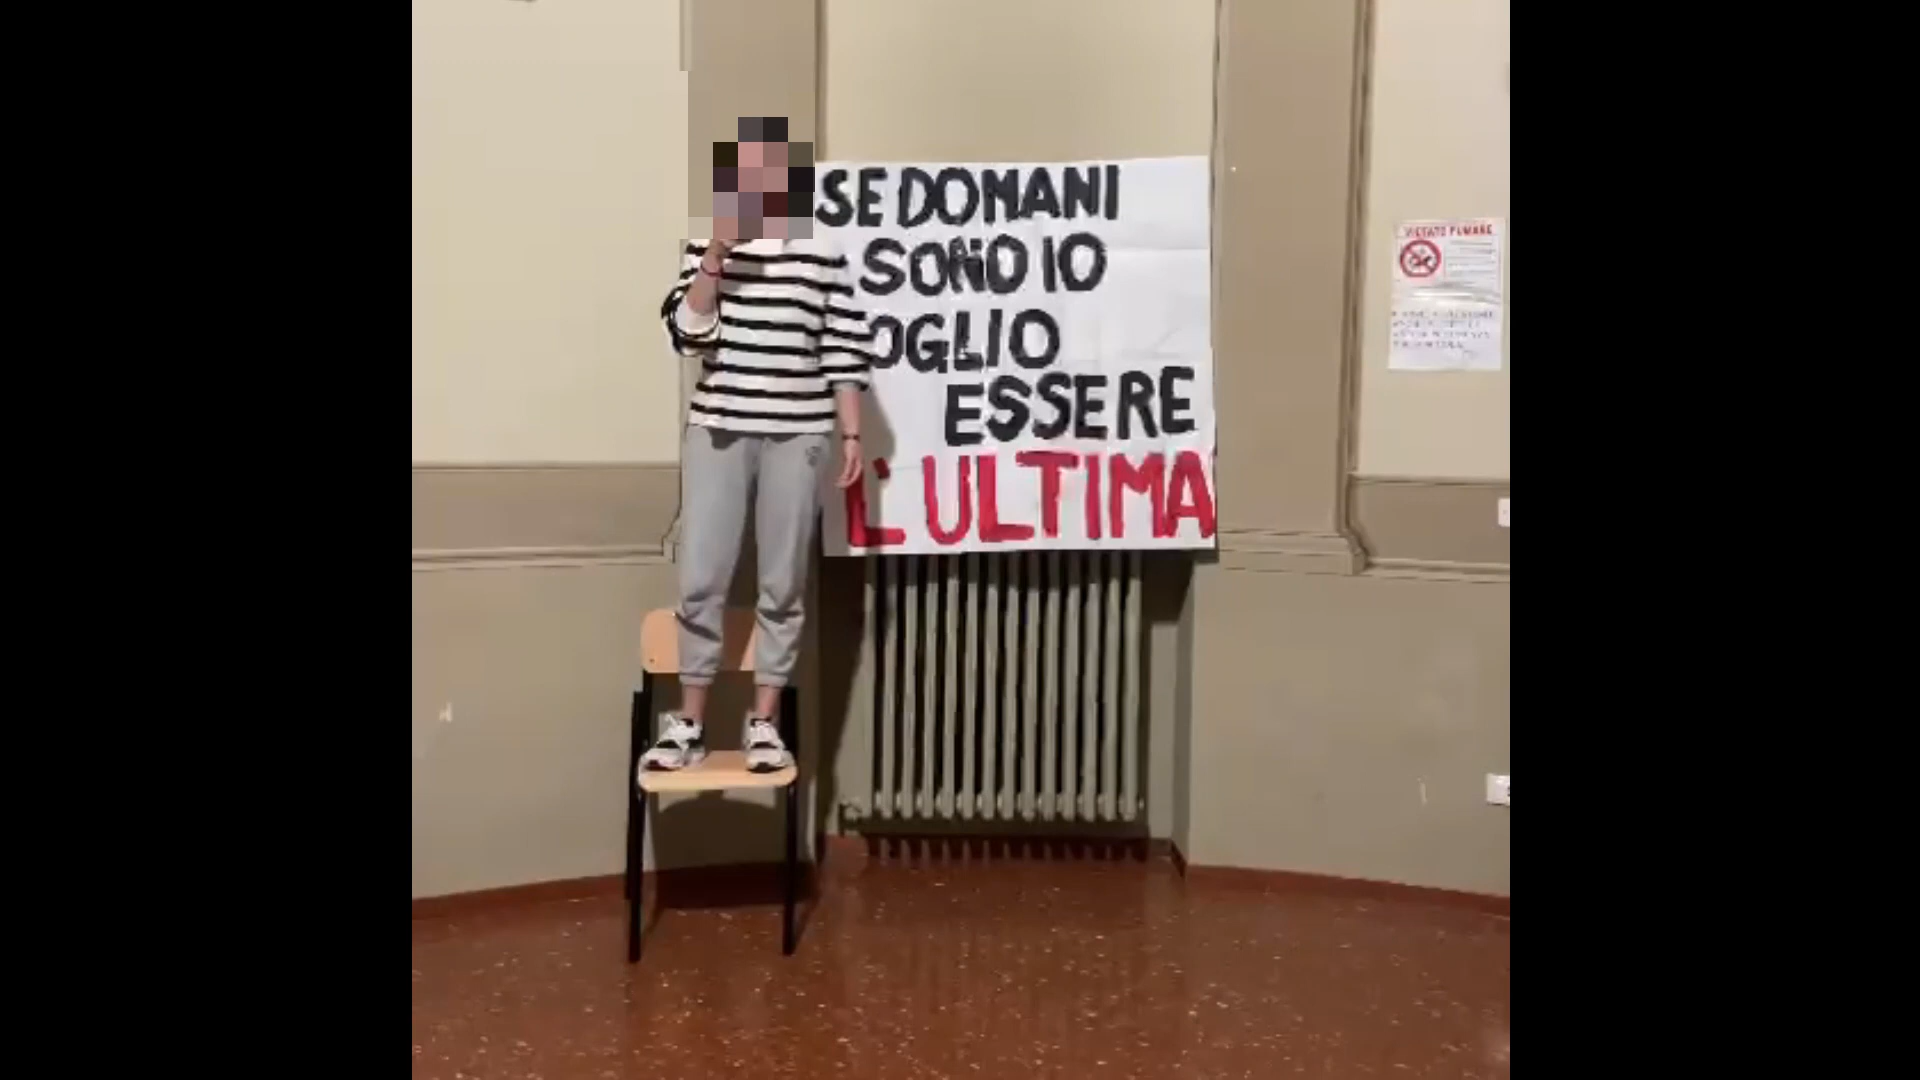 SE DOMANI
SONO IO
OGLIO
ESSERE
L'ULTIMA
VIETATO FUMARE